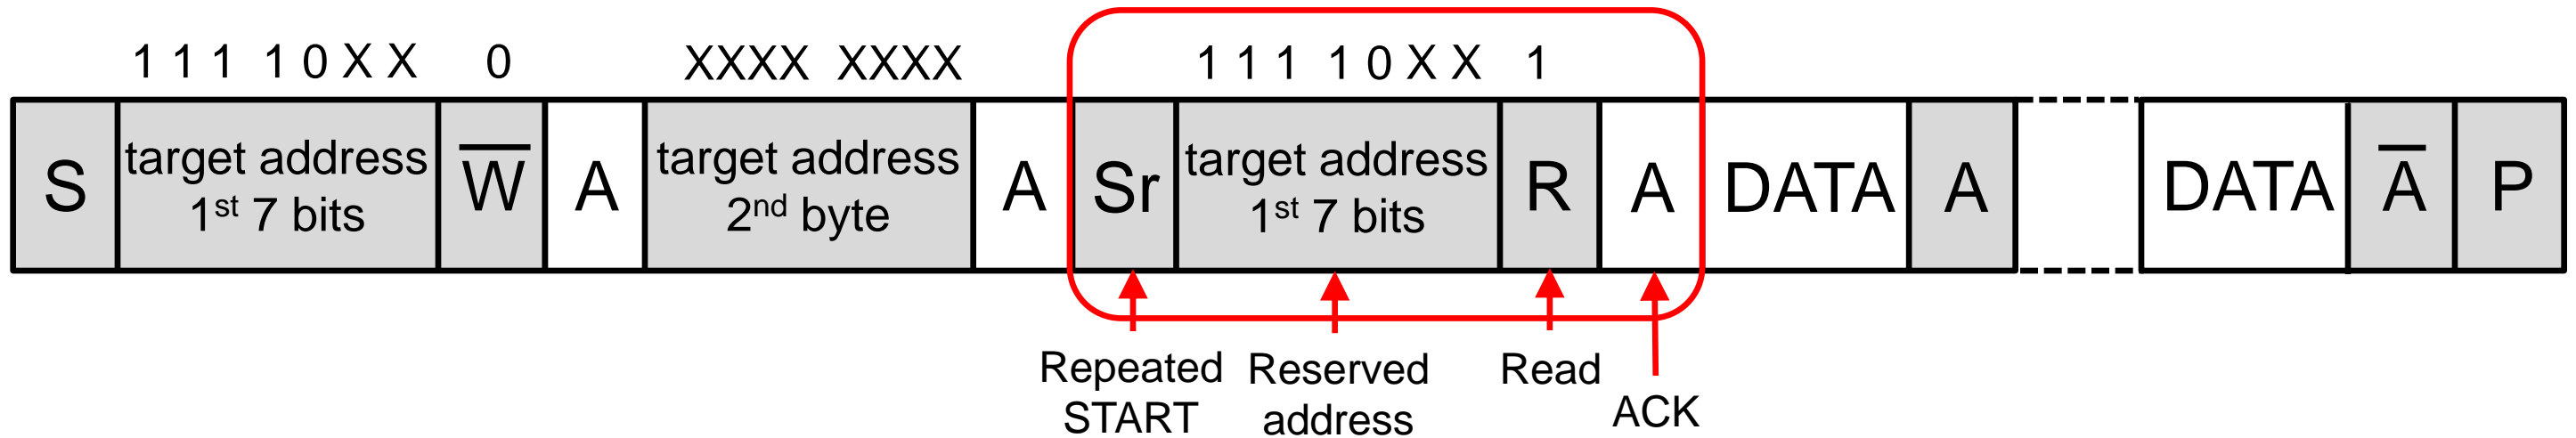 1 1 1 1 0 X X 0 XXXX XXXX 1 1 1 1 0 X X 1
S
target address
1st 7 bits
W̅
A
target address
2nd byte
A
Sr
target address
1st 7 bits
R
A
DATA
A
DATA
A̅
P
Repeated
START
Reserved
address
Read
ACK